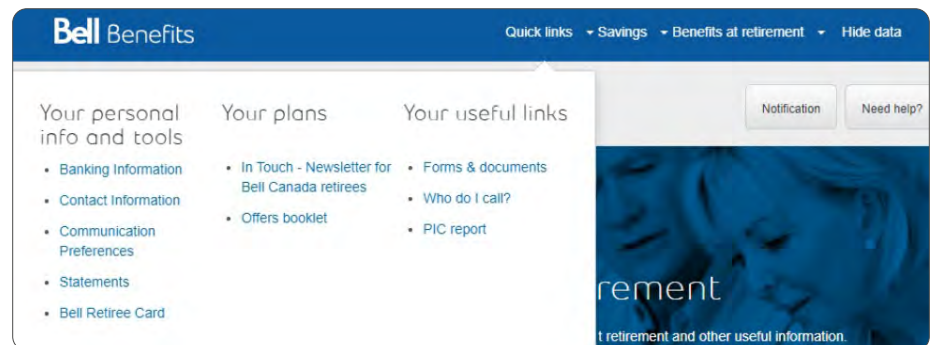 Bell Benefits
Quick links Savings Benefits at retirement Hide data
Notification
Need help?
Your personal
info and tools
Banking Information
Contact Information
Communication
Preferences
Statements
Bell Retiree Card
Your plans
In Touch - Newsletter for
Bell Canada retirees
Offers booklet
Your useful links
Forms & documents
Who do I call?
PIC report
rement
t retirement and other useful information.